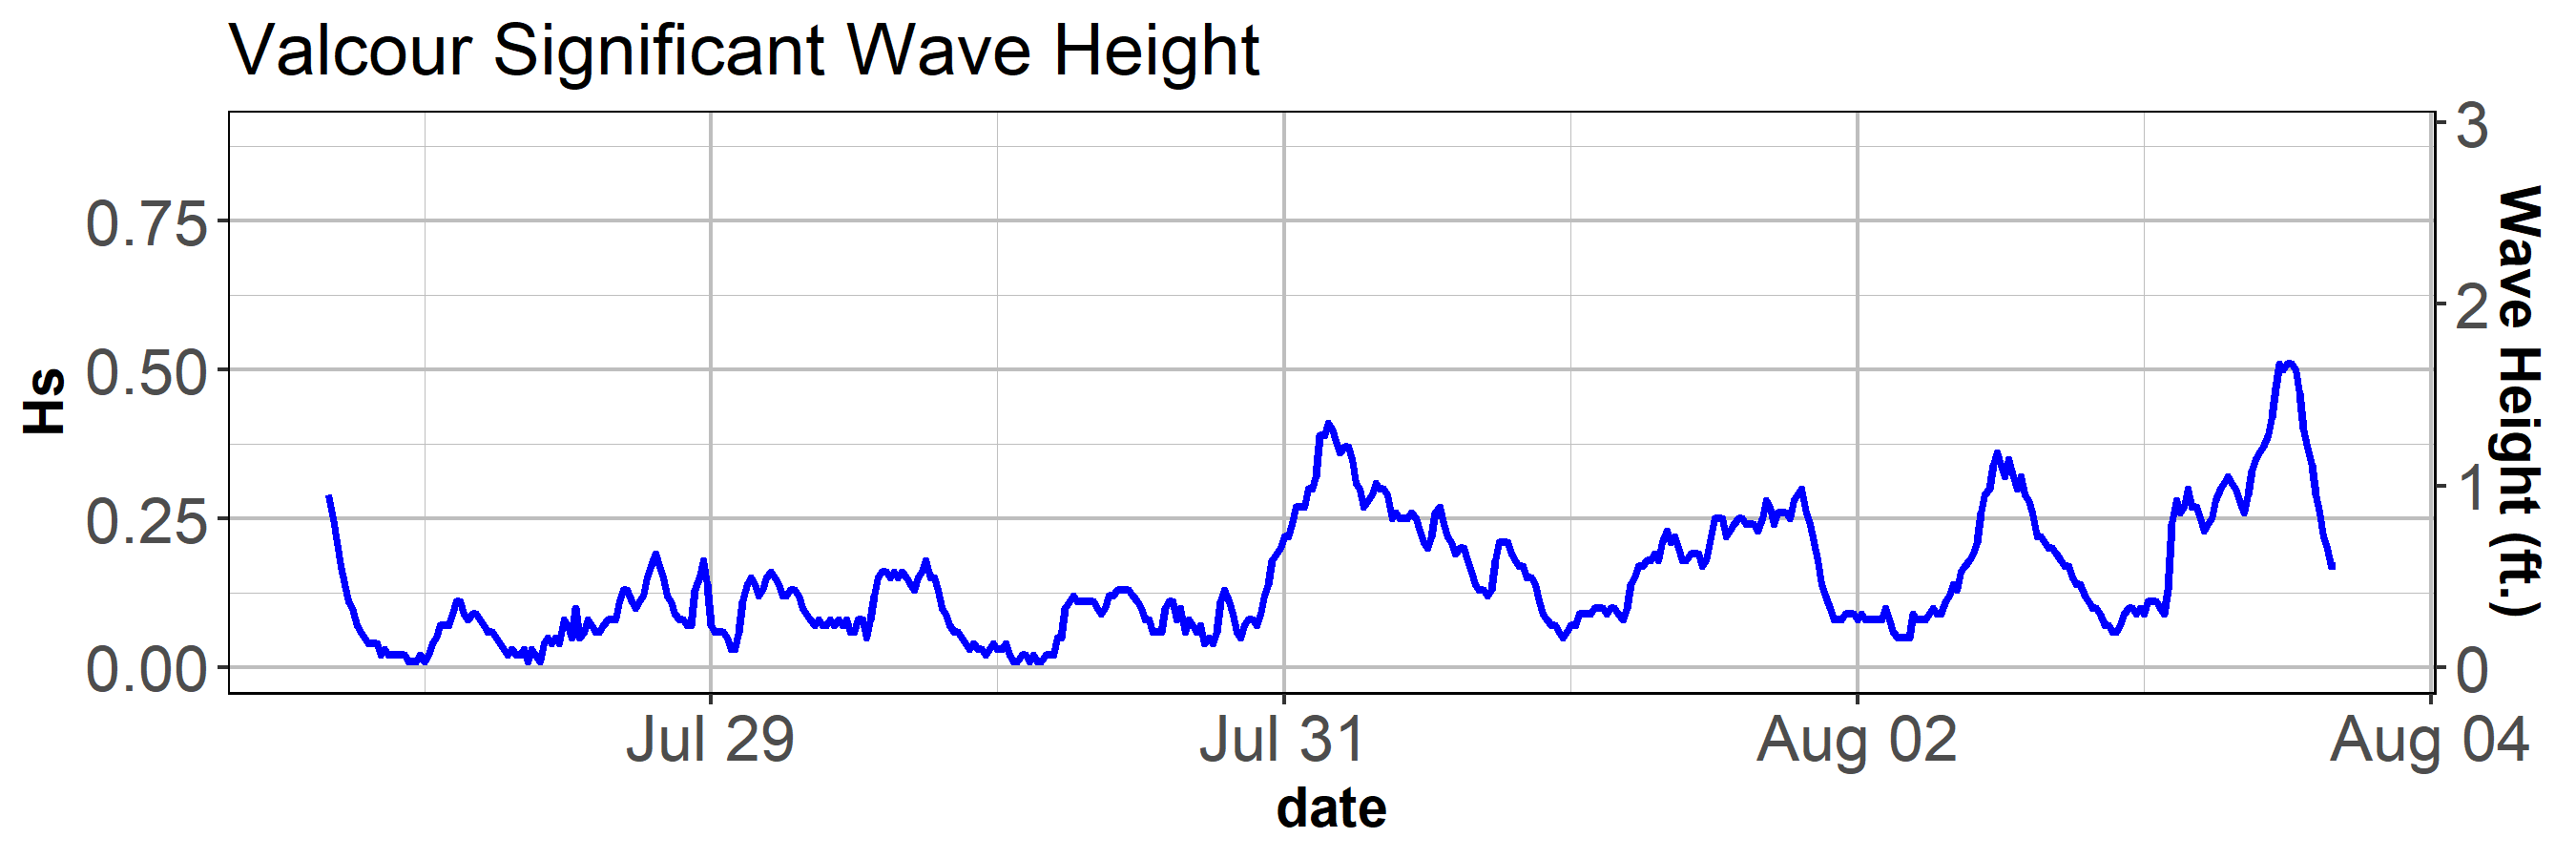 Valcour Significant Wave Height
Hs
0.75
0.50
0.25
0.00
3
2
1
0
Wave Height (ft.)
Jul 29
Jul 31
Aug 02
Aug 04
date